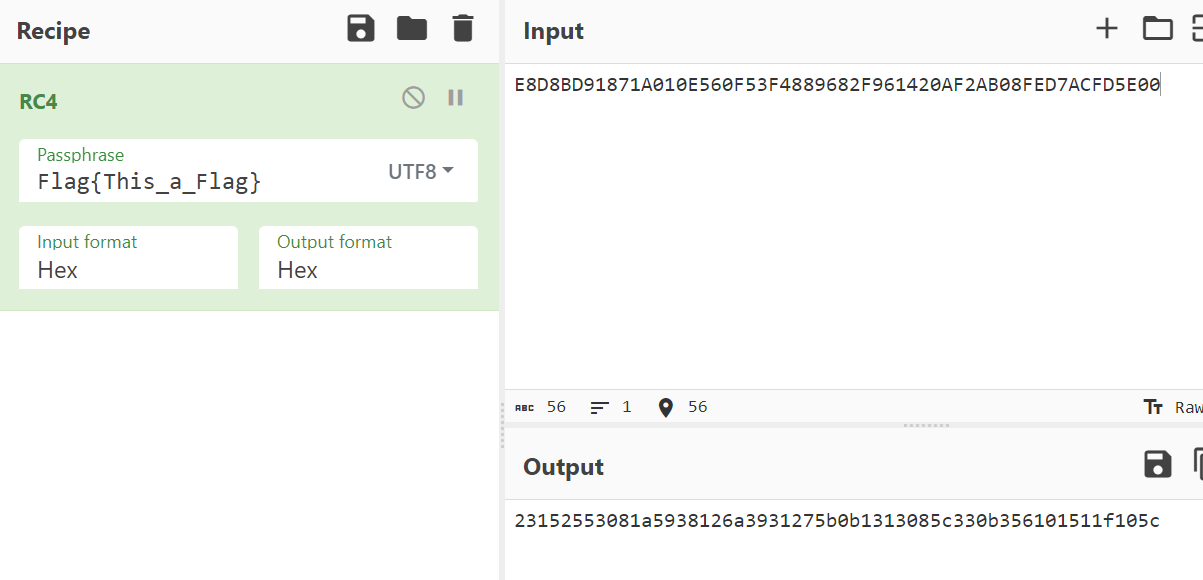 Recipe
RC4
Passphrase
Flag{This_a_Flag}
UTF8
Input format
Hex
Output format
Hex
Input
E8D8BD91871A010E560F53F4889682F961420AF2AB08FED7ACFD5E00
ABC 56
1
56
Raw
Output
23152553081a5938126a3931275b0b1313085c330b356101511f105c